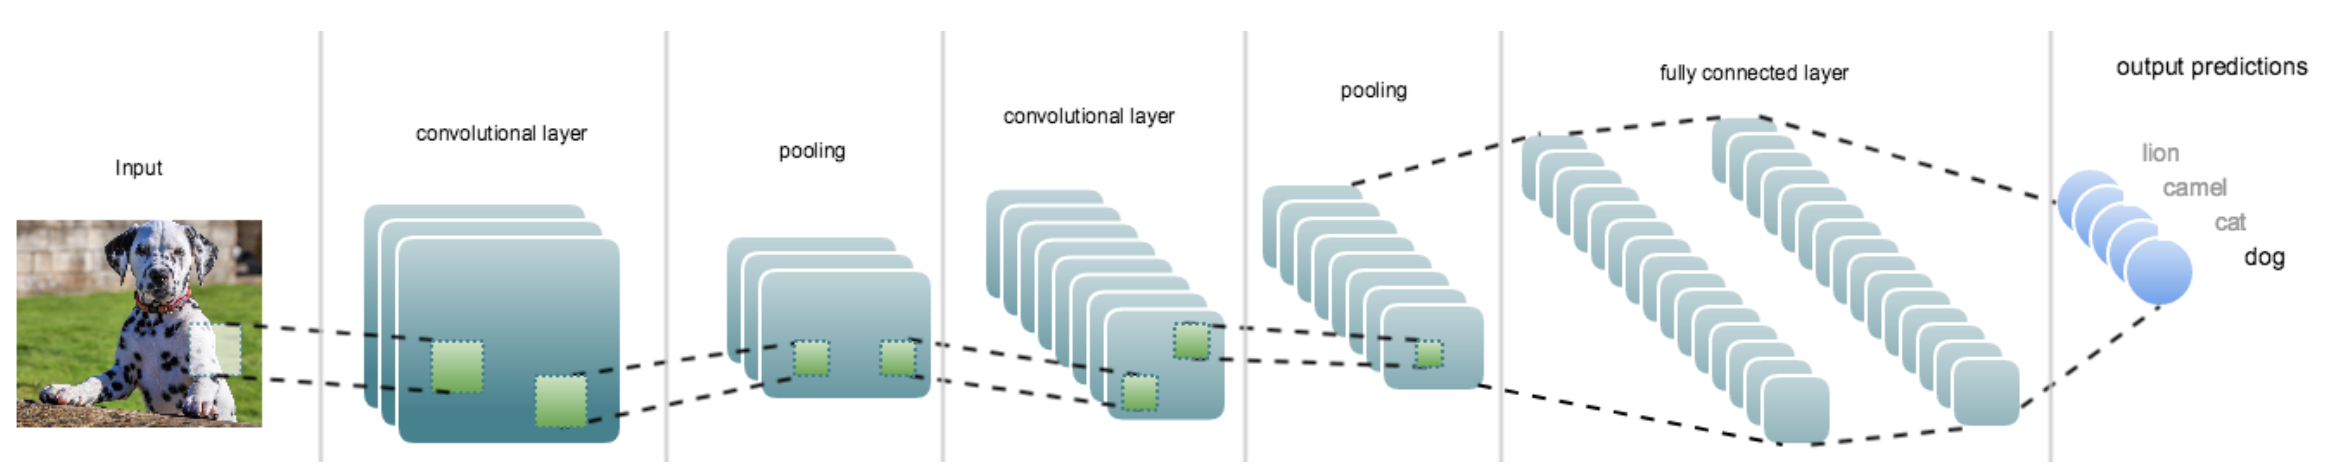 Input
convolutional layer
pooling
convolutional layer
pooling
fully connected layer
output predictions
lion
camel
cat
dog